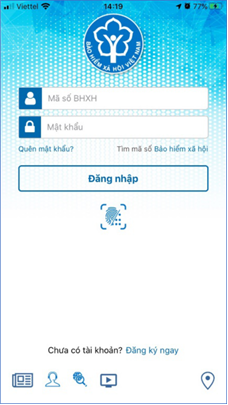 Viettel 14:19 77%
BẢO HIỂM XÃ HỘI VIỆT NAM
Mã số BHXH
Mật khẩu
Quên mật khẩu? Tìm mã số Bảo hiểm xã hội
Đăng nhập
Chưa có tài khoản? Đăng ký ngay